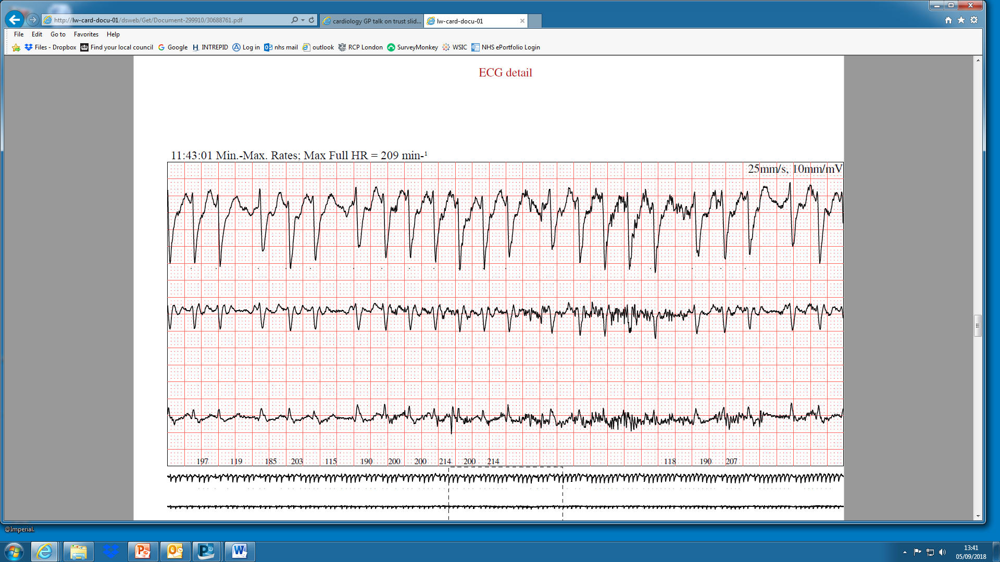 http://lw-card-docu-01/dsweb/Get/Document-299910/30688761.pdf
cardiology GP talk on trust slid...
lw-card-docu-01
File Edit Go to Favorites Help
Files - Dropbox Find your local council Google INTREPID Log in nhs mail outlook RCP London SurveyMonkey WSIC NHS ePortfolio Login
ECG detail
11:43:01 Min.-Max. Rates; Max Full HR = 209 min-¹
25mm/s, 10mm/mV
197 119 185 203 115 190 200 200 214 200 214 118 190 207
@Imperial.
13:41
05/09/2018